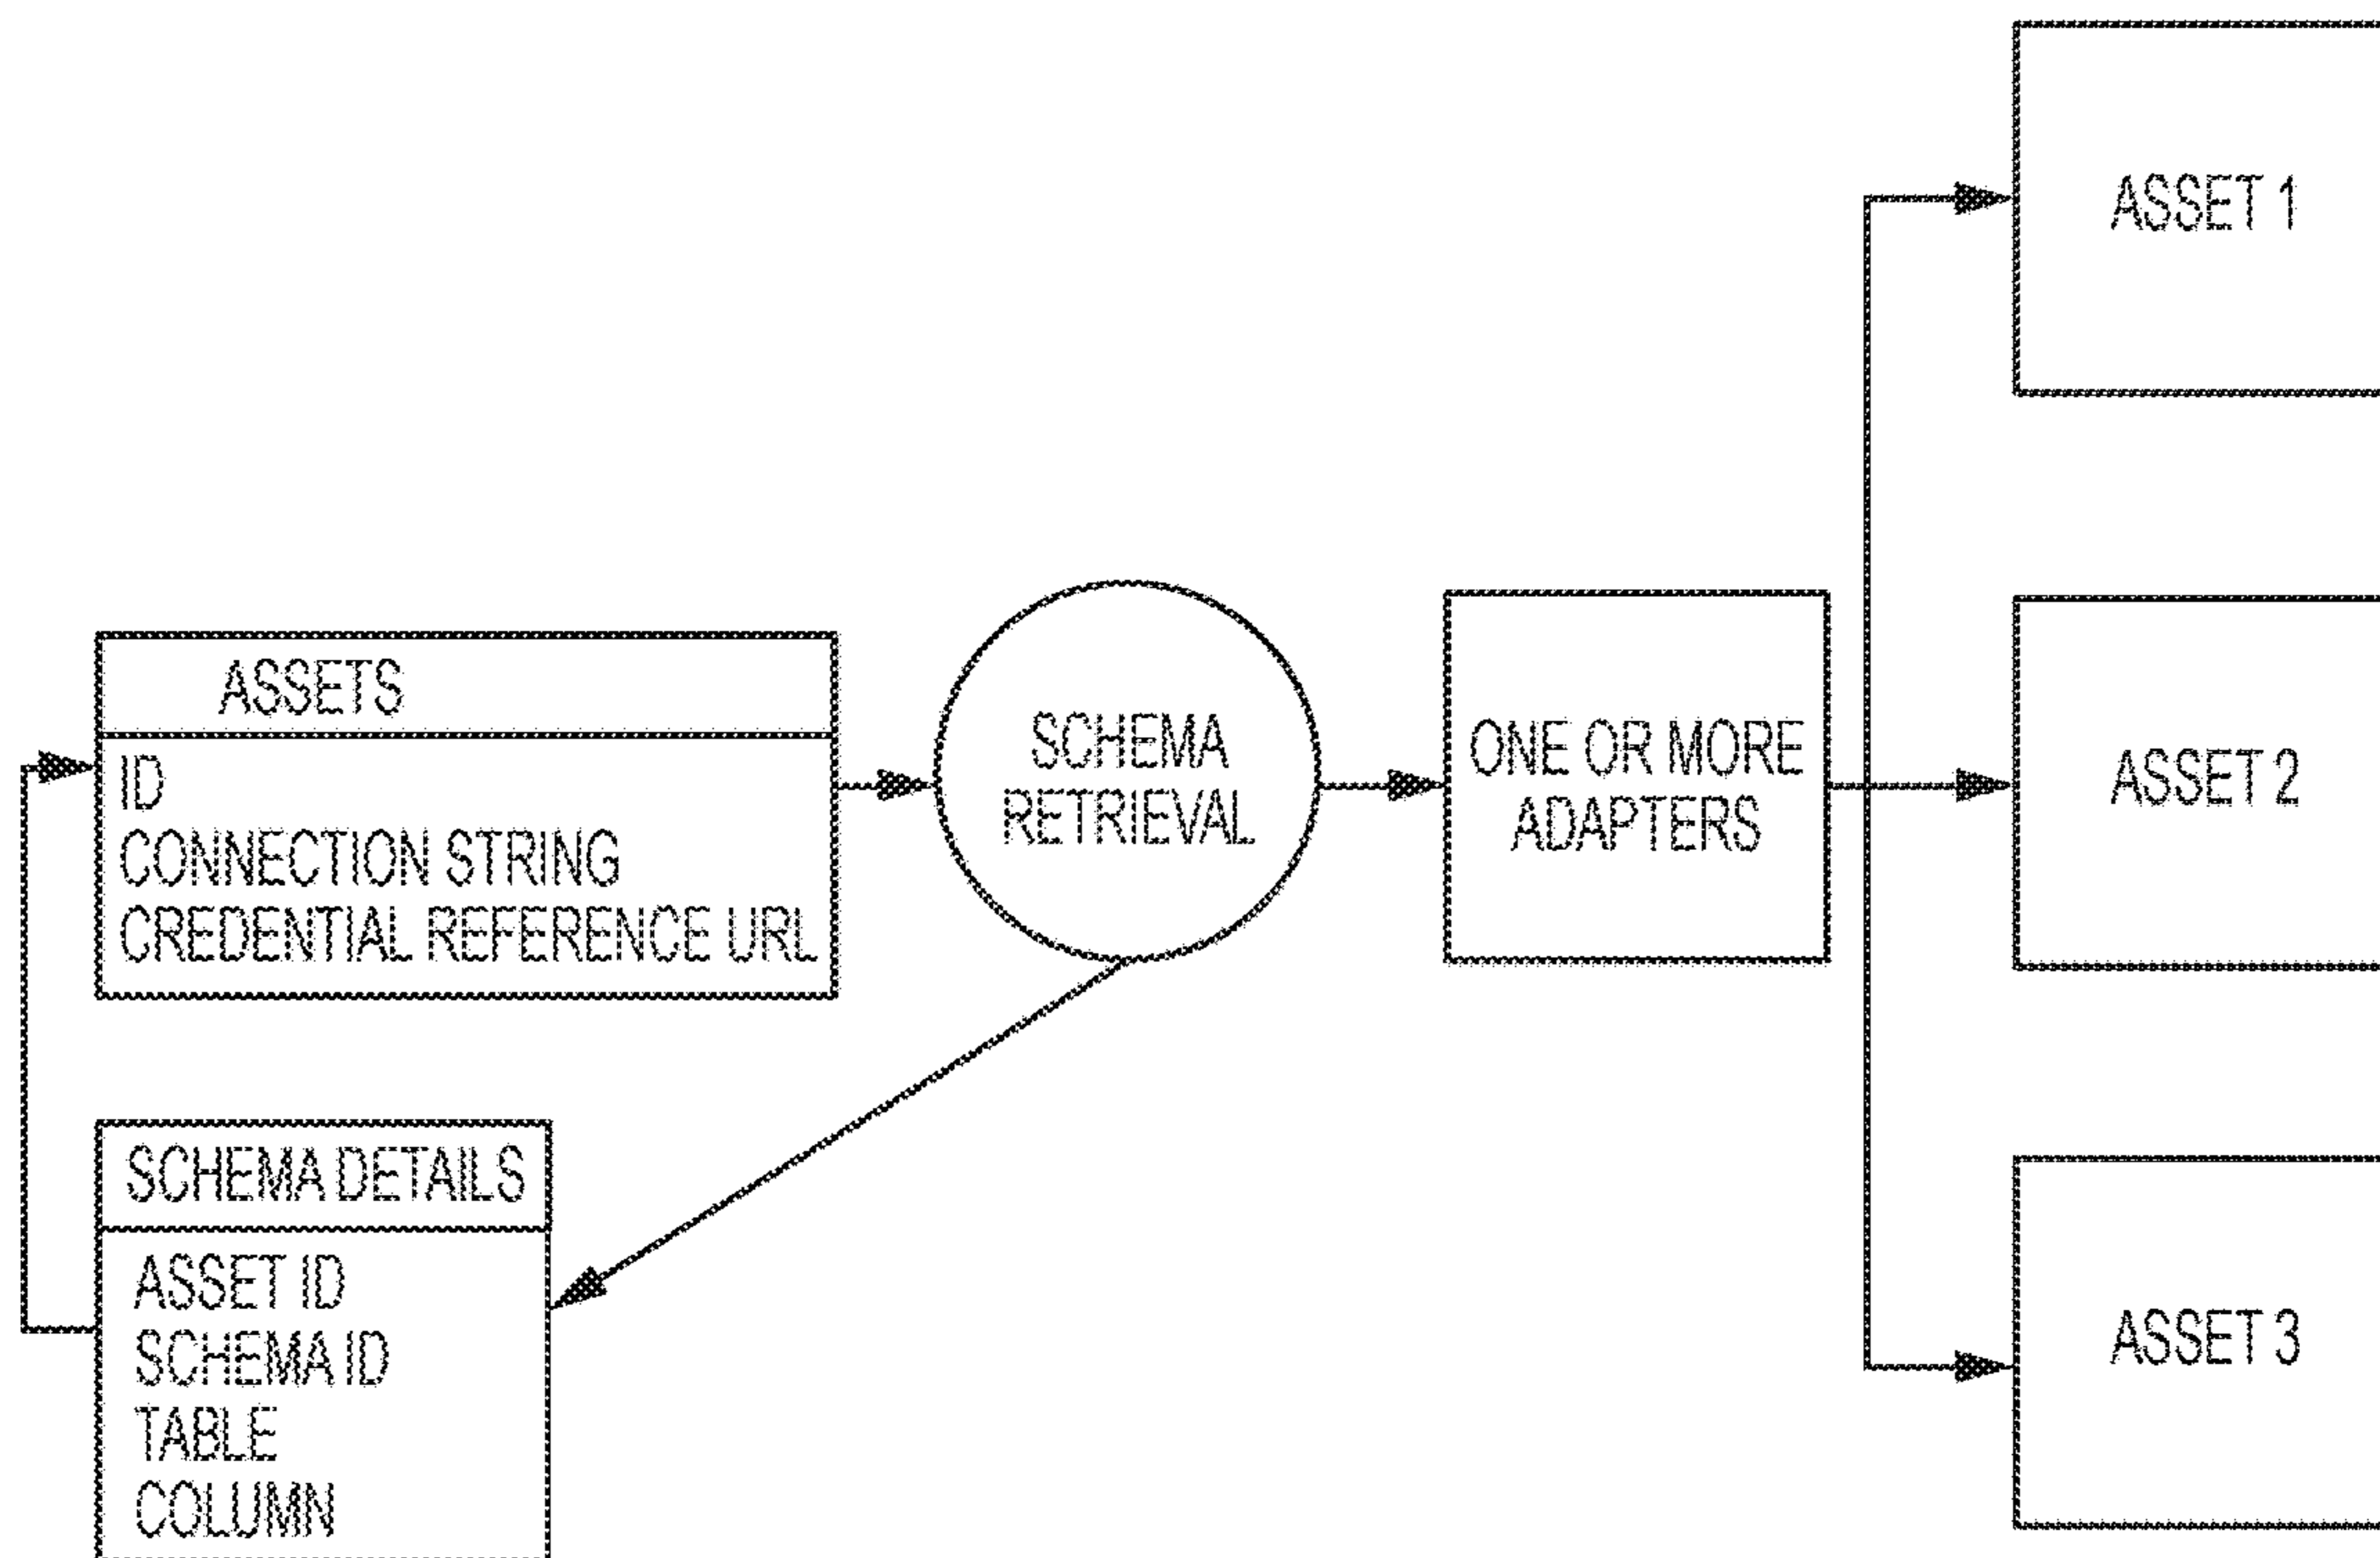 ASSETS
ID
CONNECTION STRING
CREDENTIAL REFERENCE URL
SCHEMA DETAILS
ASSET ID
SCHEMA ID
TABLE
COLUMN
SCHEMA
RETRIEVAL
ONE OR MORE
ADAPTERS
ASSET 1
ASSET 2
ASSET 3